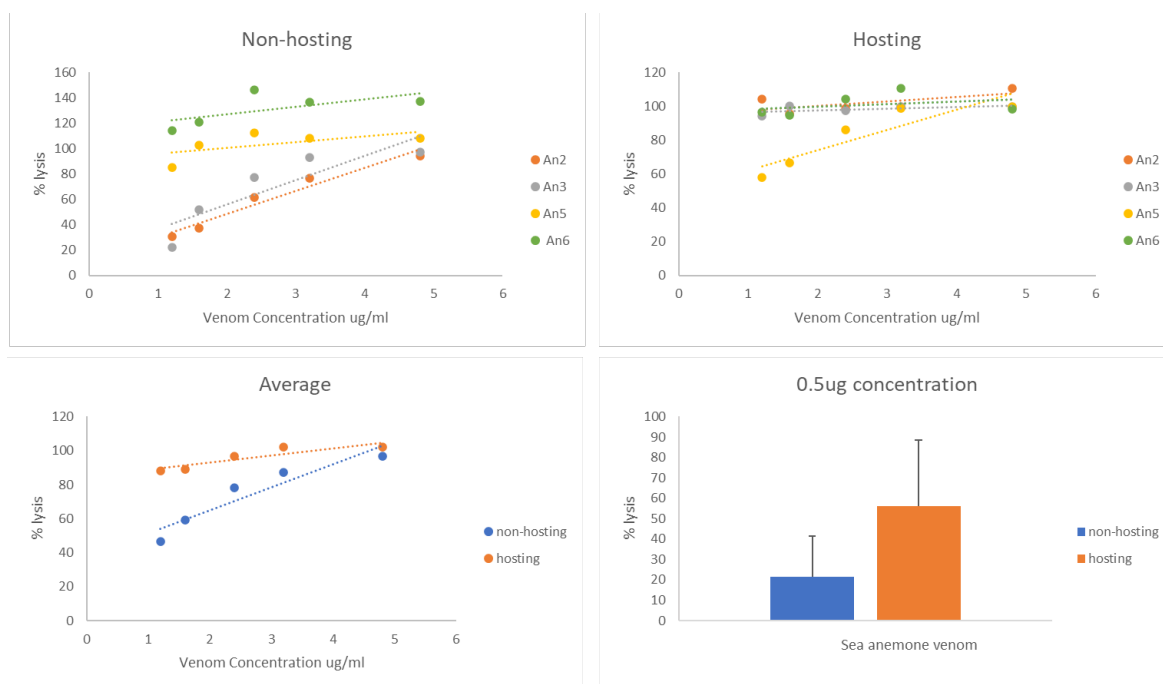 Non-hosting
160
140
120
100
80
60
40
20
0
% lysis
0 1 2 3 4 5 6
Venom Concentration ug/ml
An2
An3
An5
An6
Hosting
120
100
80
60
40
20
0
% lysis
0 1 2 3 4 5 6
Venom Concentration ug/ml
An2
An3
An5
An6
Average
120
100
80
60
40
20
0
% lysis
0 1 2 3 4 5 6
Venom Concentration ug/ml
non-hosting
hosting
0.5ug concentration
100
90
80
70
60
50
40
30
20
10
0
% lysis
Sea anemone venom
non-hosting
hosting